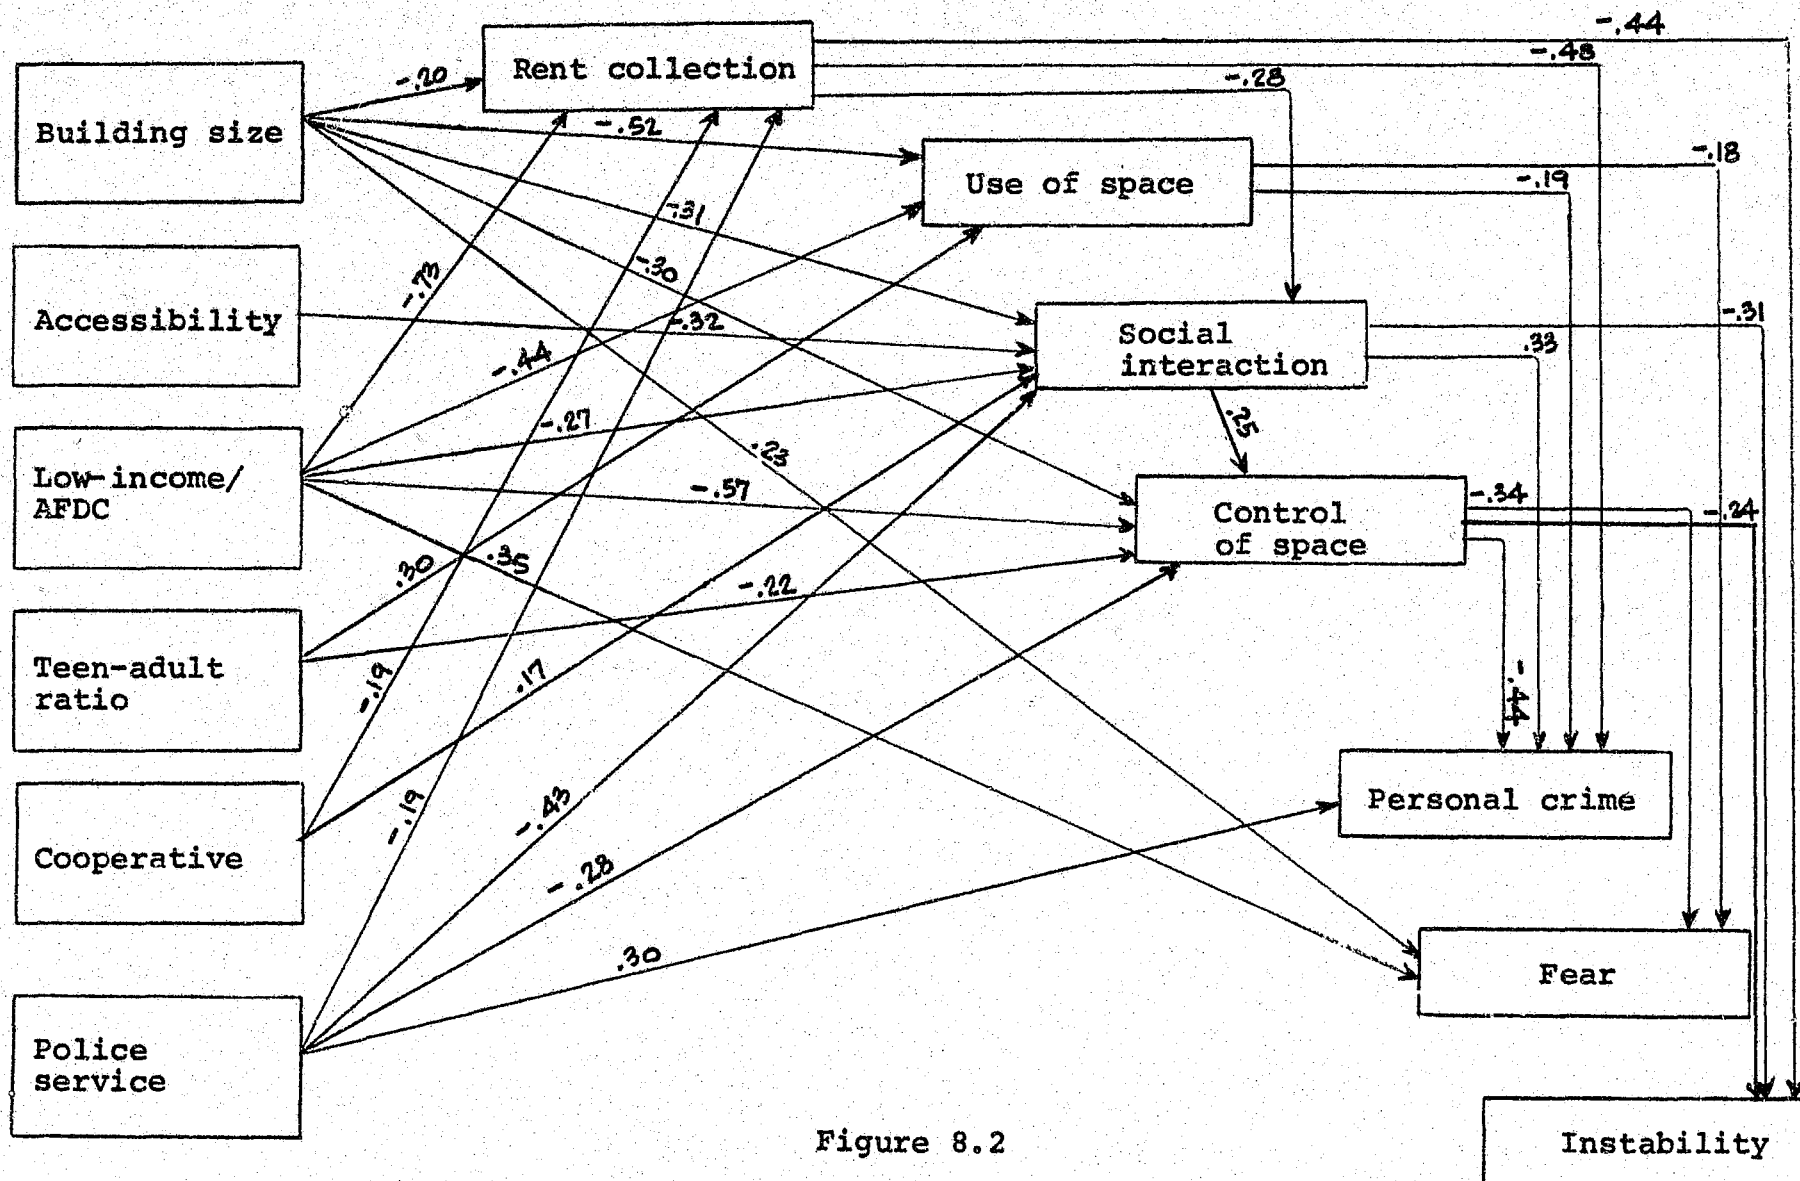 -.44
-.48
Rent collection
-.28
-.20
Building size
-.52
-.18
Use of space
-.19
-.31
-.30
-.73
Accessibility
-.32
-.31
Social
interaction
.33
-.44
-.27
.25
.23
Low-income/
AFDC
-.57
-.34
Control
of space
-.24
.30
.35
-.22
Teen-adult
ratio
-.19
.17
-.44
Personal crime
-.19
-.43
Cooperative
-.28
.30
Fear
Police
service
Figure 8.2
Instability